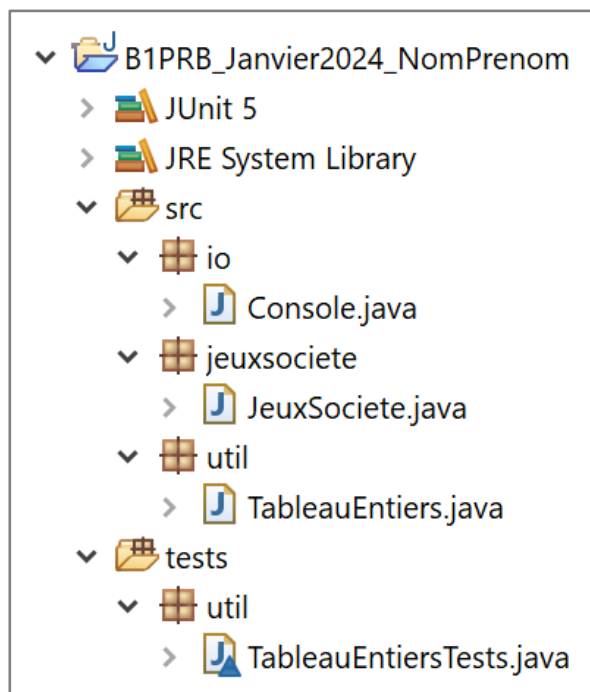 B1PRB_Janvier2024_NomPrenom
JUnit 5
JRE System Library
src
io
Console.java
jeuxsociete
JeuxSociete.java
util
TableauEntiers.java
tests
util
TableauEntiersTests.java